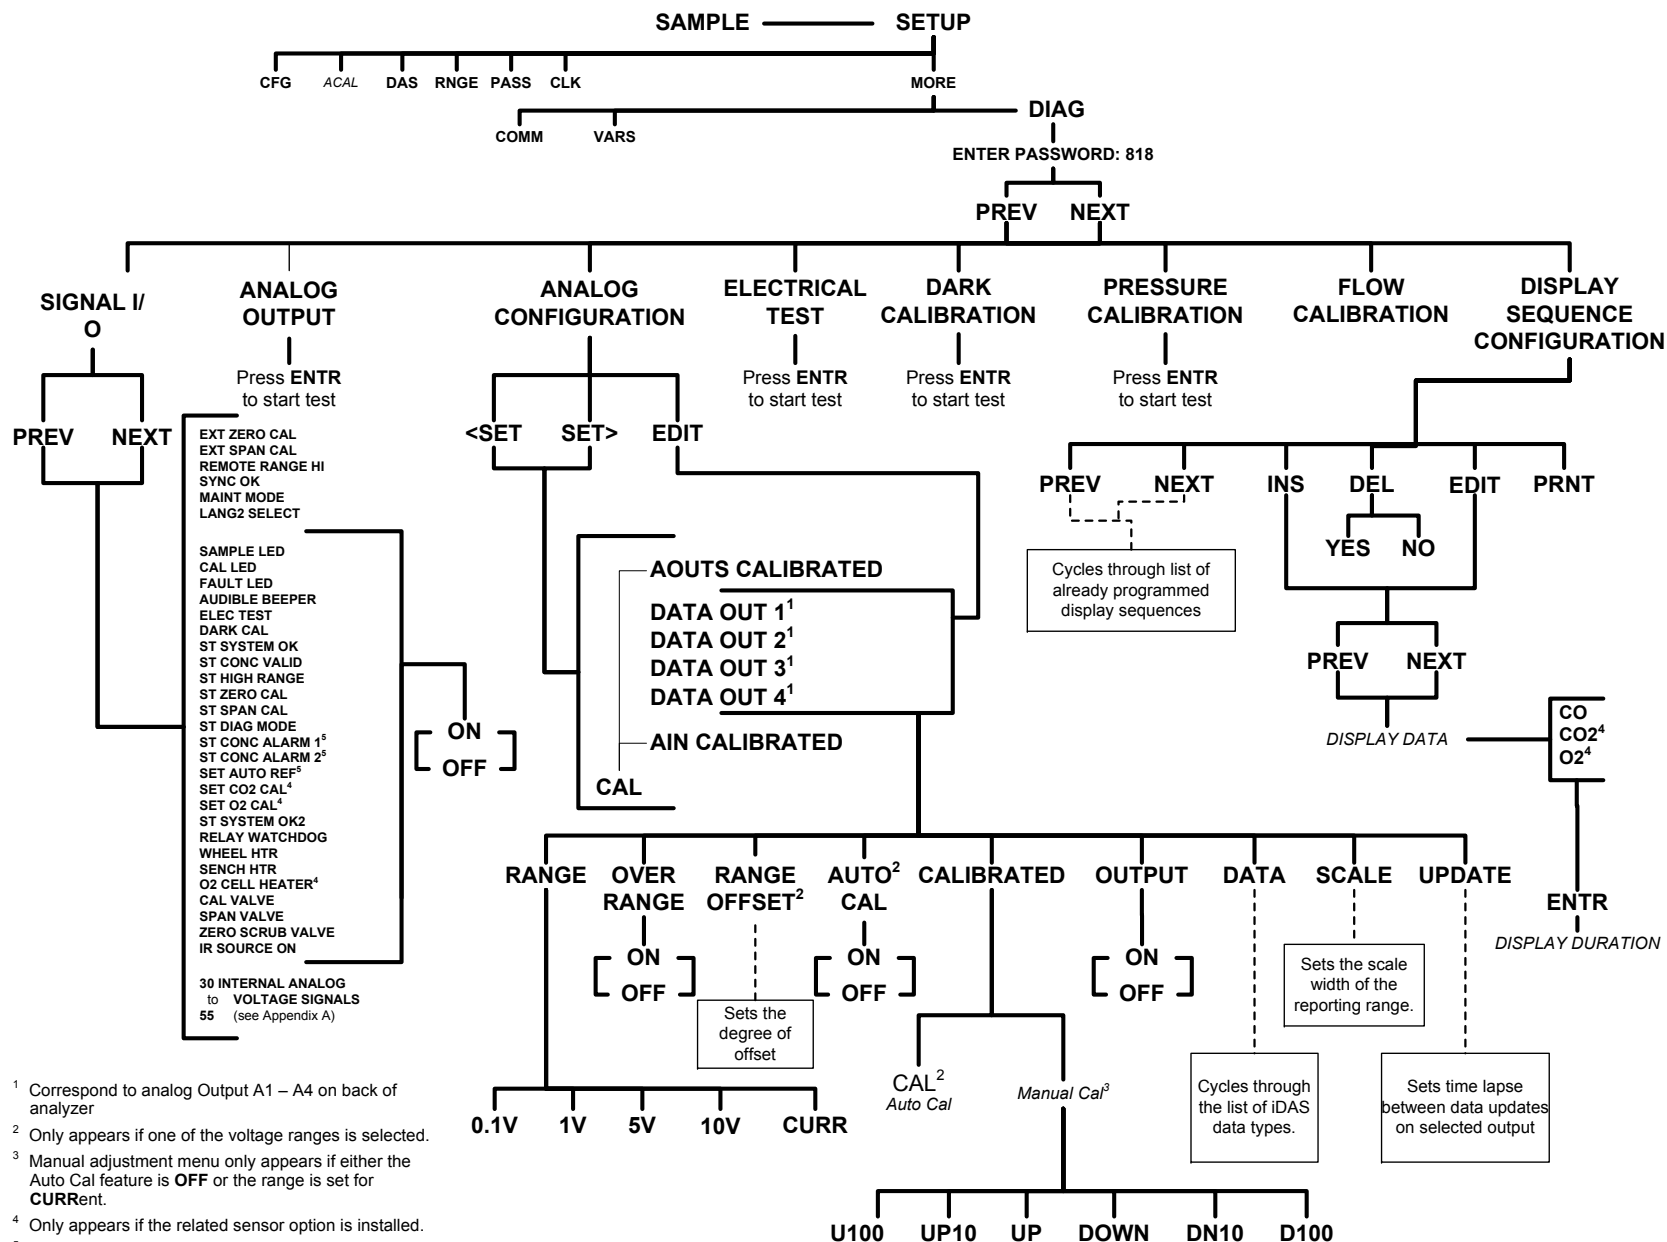 SAMPLE SETUP
CFG ACAL DAS RNGE PASS CLK MORE
COMM VARS DIAG
ENTER PASSWORD: 818
PREV NEXT
SIGNAL I/
O
ANALOG
OUTPUT
Press ENTR
to start test
ANALOG
CONFIGURATION
ELECTRICAL
TEST
Press ENTR
to start test
DARK
CALIBRATION
Press ENTR
to start test
PRESSURE
CALIBRATION
Press ENTR
to start test
FLOW
CALIBRATION
DISPLAY
SEQUENCE
CONFIGURATION
PREV NEXT
EXT ZERO CAL
EXT SPAN CAL
REMOTE RANGE HI
SYNC OK
MAINT MODE
LANG2 SELECT
SAMPLE LED
CAL LED
FAULT LED
AUDIBLE BEEPER
ELEC TEST
DARK CAL
ST SYSTEM OK
ST CONC VALID
ST HIGH RANGE
ST ZERO CAL
ST SPAN CAL
ST DIAG MODE
ST CONC ALARM 1⁵
ST CONC ALARM 2⁵
SET AUTO REF⁵
SET CO2 CAL⁴
SET O2 CAL⁴
ST SYSTEM OK2
RELAY WATCHDOG
WHEEL HTR
SENCH HTR
O2 CELL HEATER⁴
CAL VALVE
SPAN VALVE
ZERO SCRUB VALVE
IR SOURCE ON
30 INTERNAL ANALOG
to VOLTAGE SIGNALS
55 (see Appendix A)
ON
OFF
<SET SET> EDIT
AOUTS CALIBRATED
DATA OUT 1¹
DATA OUT 2¹
DATA OUT 3¹
DATA OUT 4¹
AIN CALIBRATED
CAL
PREV NEXT INS DEL EDIT PRNT
YES NO
Cycles through list of
already programmed
display sequences
PREV NEXT
DISPLAY DATA
CO
CO2⁴
O2⁴
ENTR
DISPLAY DURATION
RANGE
OVER
RANGE
ON
OFF
RANGE
OFFSET²
Sets the
degree of
offset
AUTO²
CAL
ON
OFF
CALIBRATED
OUTPUT
ON
OFF
DATA
Cycles through
the list of iDAS
data types.
SCALE
Sets the scale
width of the
reporting range.
UPDATE
Sets time lapse
between data updates
on selected output
CAL²
Auto Cal
Manual Cal³
0.1V 1V 5V 10V CURR
U100 UP10 UP DOWN DN10 D100
¹ Correspond to analog Output A1 – A4 on back of
analyzer
² Only appears if one of the voltage ranges is selected.
³ Manual adjustment menu only appears if either the
Auto Cal feature is OFF or the range is set for
CURRent.
⁴ Only appears if the related sensor option is installed.